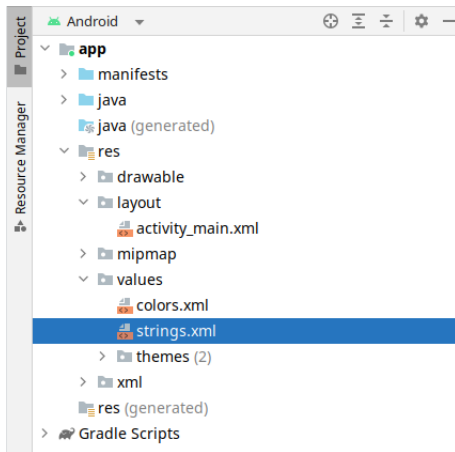 Project
Resource Manager
Android
app
manifests
java
java (generated)
res
drawable
layout
activity_main.xml
mipmap
values
colors.xml
strings.xml
themes (2)
xml
res (generated)
Gradle Scripts